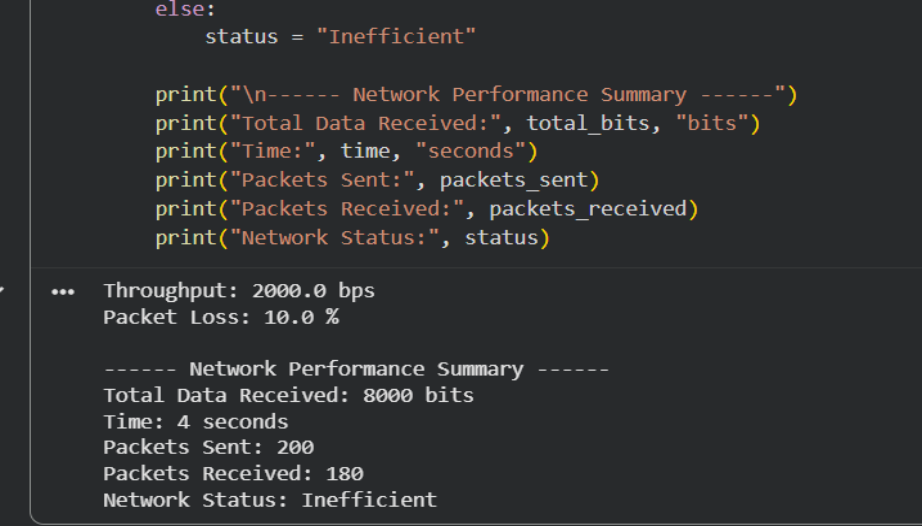 else:
status = "Inefficient"
print("\n------ Network Performance Summary ------")
print("Total Data Received:", total_bits, "bits")
print("Time:", time, "seconds")
print("Packets Sent:", packets_sent)
print("Packets Received:", packets_received)
print("Network Status:", status)
••• Throughput: 2000.0 bps
Packet Loss: 10.0 %
------ Network Performance Summary ------
Total Data Received: 8000 bits
Time: 4 seconds
Packets Sent: 200
Packets Received: 180
Network Status: Inefficient